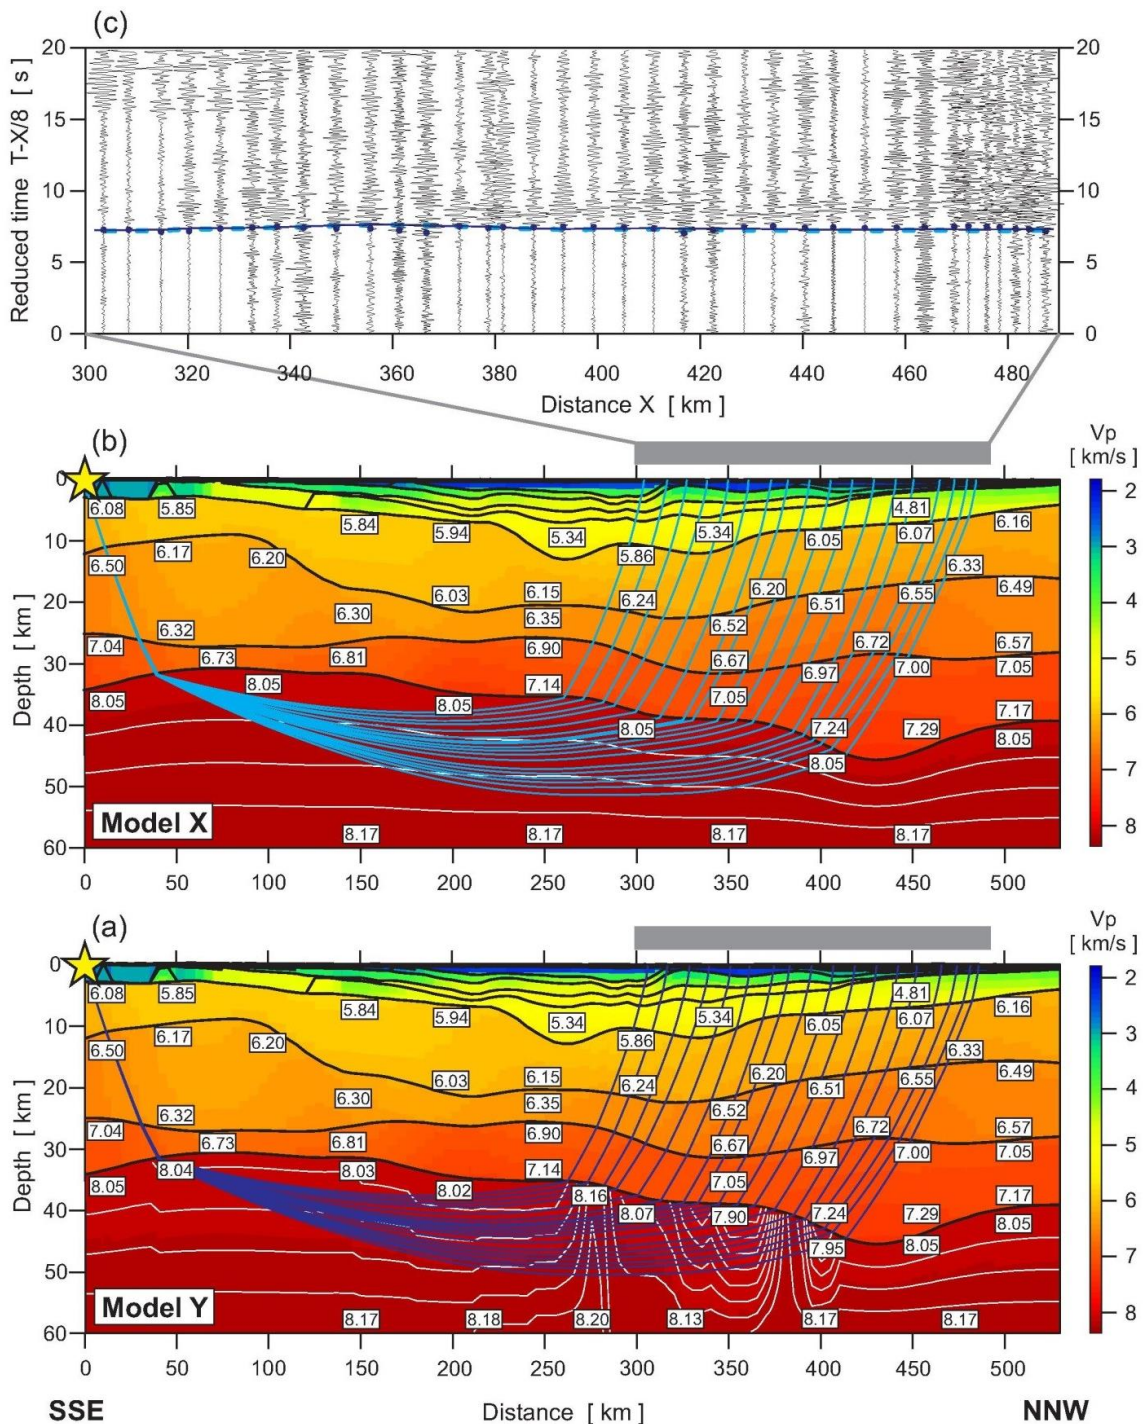 (c)
20 20
15 15
10 10
5 5
0 0
Reduced time T-X/8 [ s ]
300 320 340 360 380 400 420 440 460 480
Distance X [ km ]
(b)
Vp
[ km/s ]
0
10
20
30
40
50
60
Depth [ km ]
6.08 5.85 4.81 6.16
5.84 5.94 5.34 5.86 5.34 6.05 6.07
6.50 6.17 6.20 6.33
6.30 6.03 6.15 6.24 6.20 6.51 6.55 6.49
6.35 6.52
7.04 6.32 6.73 6.81 6.90 6.67 6.97 6.72 7.00 6.57
7.05
8.05 8.05 8.05 7.14 8.05 7.05 7.24 7.29 7.17
8.05 8.05
8.17 8.17 8.17 8.17
Model X
2
3
4
5
6
7
8
0 50 100 150 200 250 300 350 400 450 500
(a)
Vp
[ km/s ]
0
10
20
30
40
50
60
Depth [ km ]
6.08 5.85 4.81 6.16
5.84 5.94 5.34 5.86 5.34 6.05 6.07
6.50 6.17 6.20 6.33
6.30 6.03 6.15 6.24 6.20 6.51 6.55 6.49
6.35 6.52
7.04 6.32 6.73 6.81 6.90 6.67 6.97 6.72 7.00 6.57
7.05
8.05 8.04 8.03 8.02 7.14 8.16 8.07 7.05 7.90 7.24 7.29 7.17
7.95 8.05 8.05
8.17 8.18 8.20 8.13 8.17 8.17
Model Y
2
3
4
5
6
7
8
0 50 100 150 200 250 300 350 400 450 500
SSE Distance [ km ] NNW